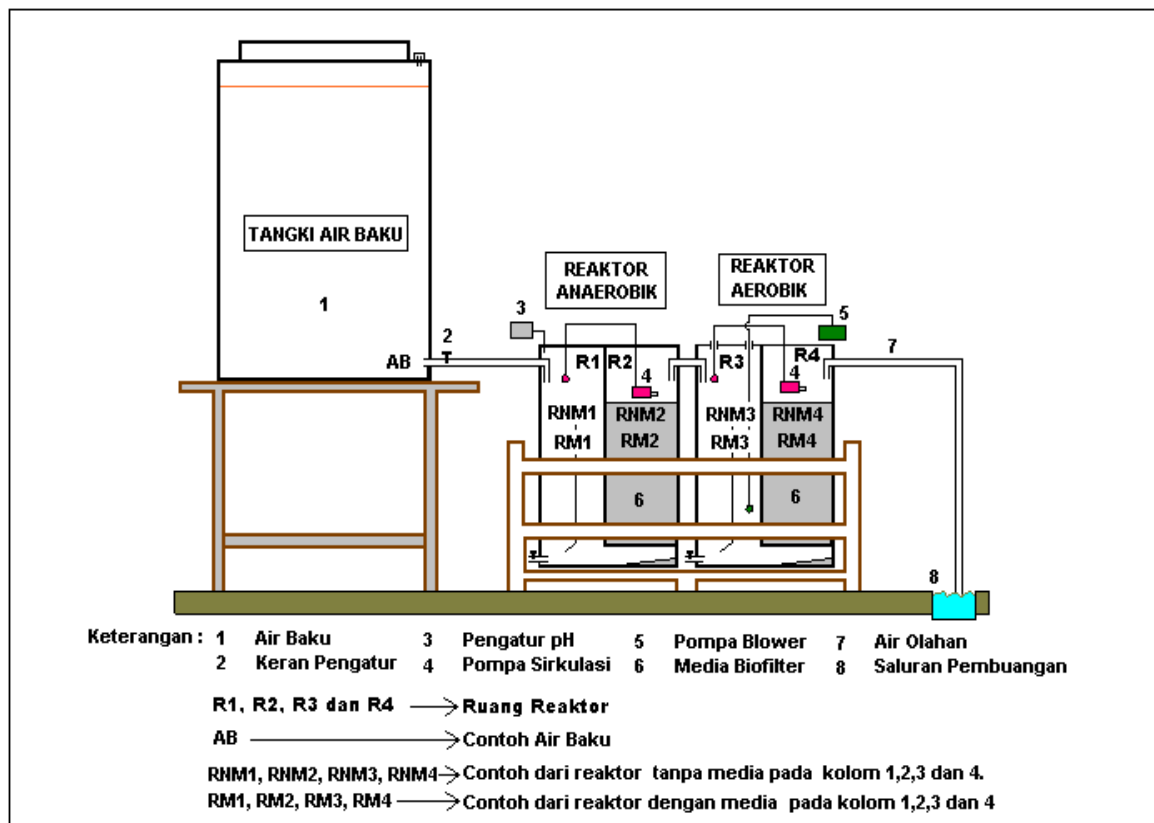 TANGKI AIR BAKU
1
REAKTOR
ANAEROBIK
REAKTOR
AEROBIK
3
5
2
AB
R1
R2
4
R3
4
R4
7
RNM1
RM1
RNM2
RM2
RNM3
RM3
RNM4
RM4
6
6
8
Keterangan : 1 Air Baku 3 Pengatur pH 5 Pompa Blower 7 Air Olahan
2 Keran Pengatur 4 Pompa Sirkulasi 6 Media Biofilter 8 Saluran Pembuangan
R1, R2, R3 dan R4 Ruang Reaktor
AB Contoh Air Baku
RNM1, RNM2, RNM3, RNM4 Contoh dari reaktor tanpa media pada kolom 1,2,3 dan 4.
RM1, RM2, RM3, RM4 Contoh dari reaktor dengan media pada kolom 1,2,3 dan 4